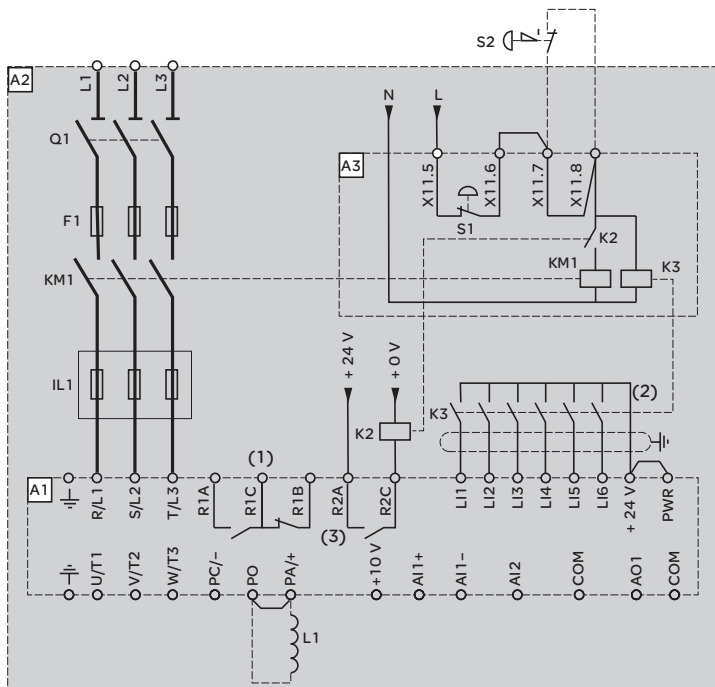 S2
A2
L1 L2 L3
N L
Q1
A3
X11.5 X11.6 X11.7 X11.8
S1
F1
K2
KM1 K3
KM1
+ 24 V + 0 V
IL1
(2)
K3
K2
(1)
A1
R/L1 S/L2 T/L3 R1A R1C R1B R2A R2C LI1 LI2 LI3 LI4 LI5 LI6 + 24 V PWR
(3)
U/T1 V/T2 W/T3 PC/- PO PA/+ +10 V AI1+ AI1- AI2 COM AO1 COM
L1